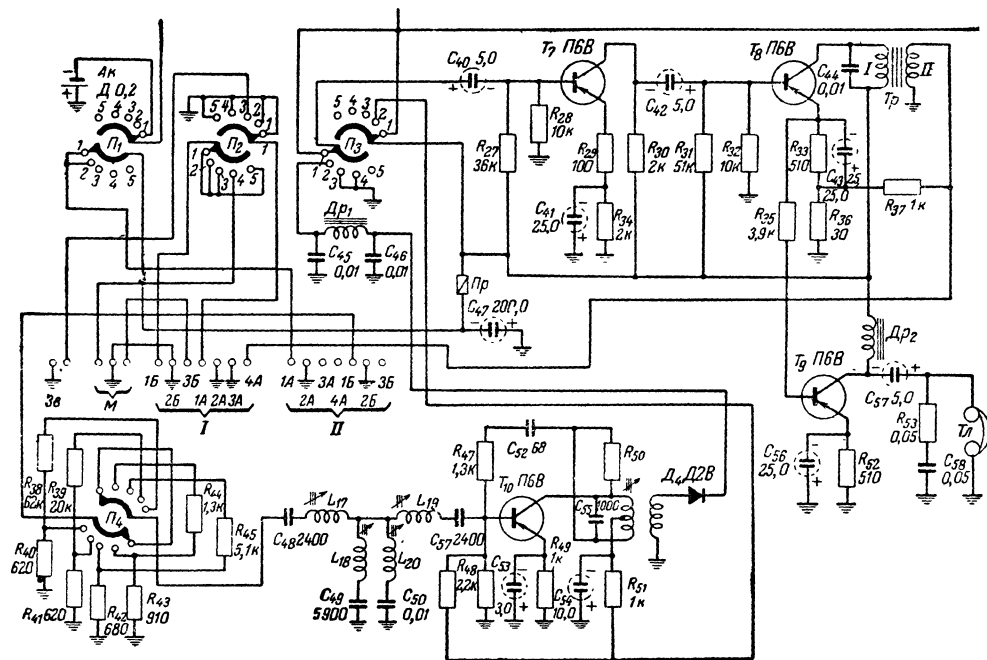 Ак
Д 0,2
5 4 3 2 1
П₁
1 2 3 4 5
5 4 3 2 1
П₂
1 2 3 4 5
5 4 3 2 1
П₃
1 2 3 4 5
C₄₀ 5,0
T₇ П6В
R₂₇
36к
R₂₈
10к
R₂₉
100
C₄₁
25,0
R₃₄
2к
R₃₀
2к
C₄₂ 5,0
R₃₁
51к
R₃₂
10к
T₈ П6В
C₄₄
0,01
I
II
Тр
R₃₃
510
C₄₃ 25
25,0
R₃₅
3,9к
R₃₆
30
R₃₇ 1к
Др₁
C₄₅
0,01
C₄₆
0,01
Пр
C₄₇ 200,0
Др₂
T₉ П6В
C₅₇
5,0
R₅₃
0,05
C₅₈
0,05
Тл
C₅₆
25,0
R₅₂
510
Зв
М
1Б 3Б 4А
2Б 1А 2А 3А
I
1А 3А 1Б 3Б
2А 4А 2Б
II
R₃₈
62к
R₃₉
20к
П₄
R₄₄
1,3к
R₄₅
5,1к
R₄₀
620
R₄₁ 620
R₄₂
680
R₄₃
910
C₄₈ 2400
L₁₇
L₁₈
L₁₉
L₂₀
C₄₉
5900
C₅₀
0,01
C₅₇
2400
R₄₇
1,3к
C₅₂ 68
R₅₀
T₁₀ П6В
C₅₅
1000
Д₄ Д2В
R₄₈
2,2к
C₅₃
3,0
R₄₉
1к
C₅₄
10,0
R₅₁
1к